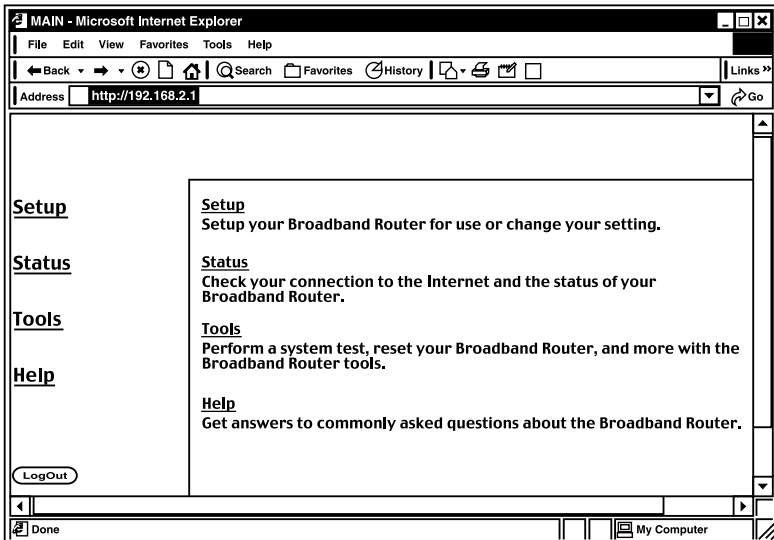 MAIN - Microsoft Internet Explorer
File Edit View Favorites Tools Help
Back Search Favorites History Links »
Address http://192.168.2.1 Go
Setup
Status
Tools
Help
LogOut
Setup
Setup your Broadband Router for use or change your setting.
Status
Check your connection to the Internet and the status of your
Broadband Router.
Tools
Perform a system test, reset your Broadband Router, and more with the
Broadband Router tools.
Help
Get answers to commonly asked questions about the Broadband Router.
Done My Computer